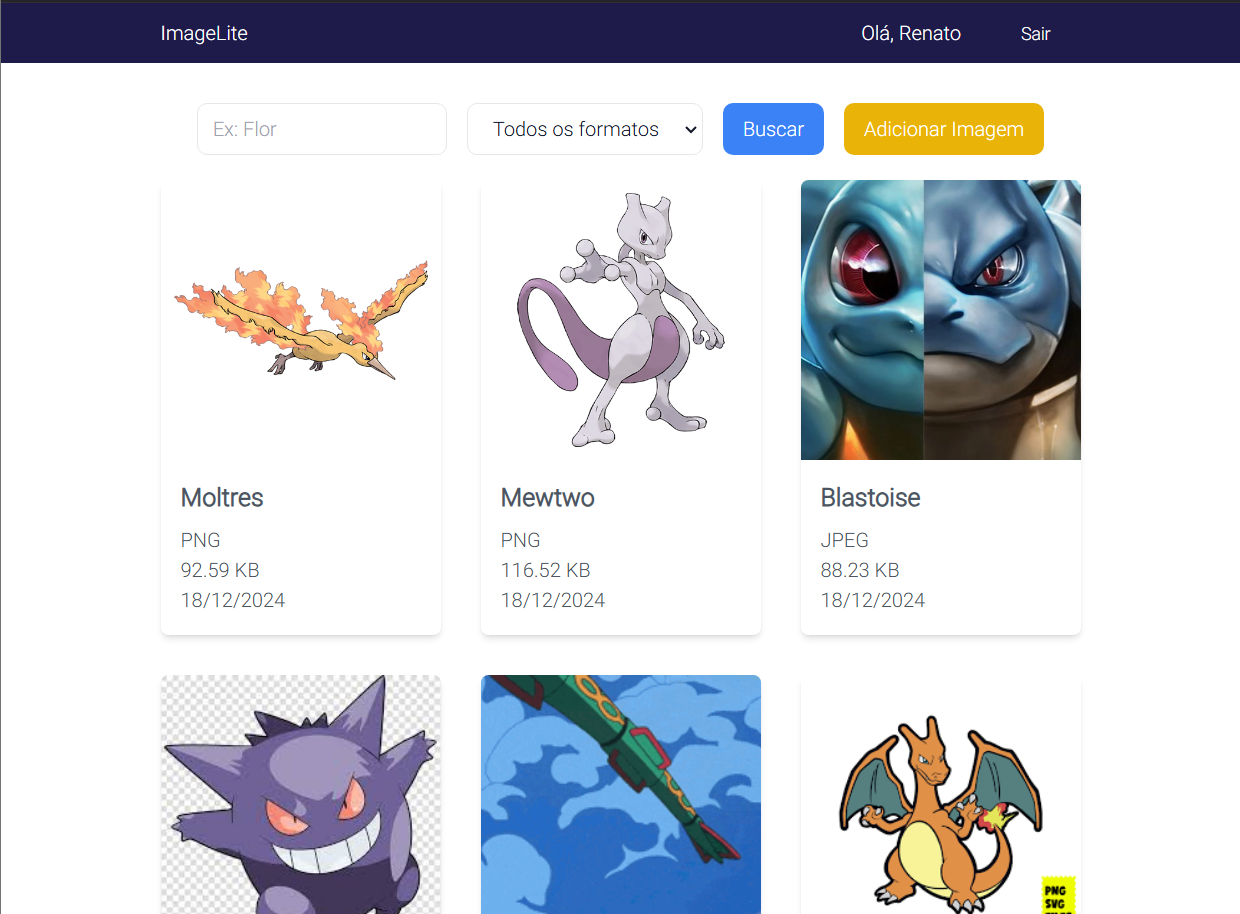 ImageLite
Olá, Renato
Sair
Ex: Flor
Todos os formatos
Buscar
Adicionar Imagem
Moltres
PNG
92.59 KB
18/12/2024
Mewtwo
PNG
116.52 KB
18/12/2024
Blastoise
JPEG
88.23 KB
18/12/2024
PNG
SVG